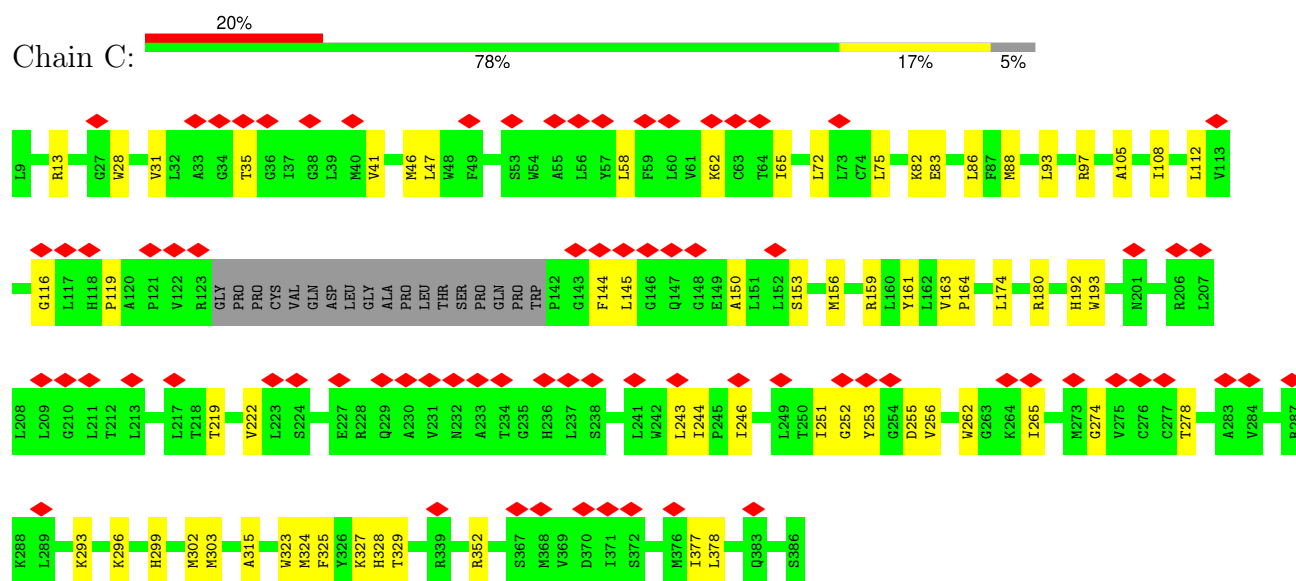 20%
Chain C:
78% 17% 5%
L9 R13 G27 W28 V31 L32 A33 G34 T35 G36 I37 G38 L39 M40 V41 M46 L47 W48 F49 S53 W54 A55 L56 Y57 L58 F59 L60 V61 K62 C63 T64 I65 L72 L73 C74 L75 K82 E83 L86 F87 M88 L93 R97 A105 I108 L112 V113
G116 L117 H118 P119 A120 P121 V122 R123 GLY PRO PRO CYS VAL GLN ASP LEU GLY ALA PRO LEU THR SER PRO GLN PRO TRP P142 G143 F144 L145 G146 Q147 G148 E149 A150 L151 L152 S153 M156 R159 L160 Y161 L162 V163 P164 L174 R180 H192 W193 N201 R206 L207
L208 L209 G210 L211 T212 L213 L217 T218 T219 V222 L223 S224 E227 R228 Q229 A230 V231 N232 A233 T234 G235 H236 L237 S238 L241 W242 L243 I244 P245 I246 L249 T250 I251 G252 Y253 G254 D255 V256 W262 G263 K264 I265 M273 G274 V275 C276 C277 T278 A283 V284 R287
K288 L289 K293 K296 H299 M302 M303 A315 W323 M324 F325 Y326 K327 H328 T329 R339 R352 S367 M368 V369 D370 I371 S372 M376 I377 L378 Q383 S386